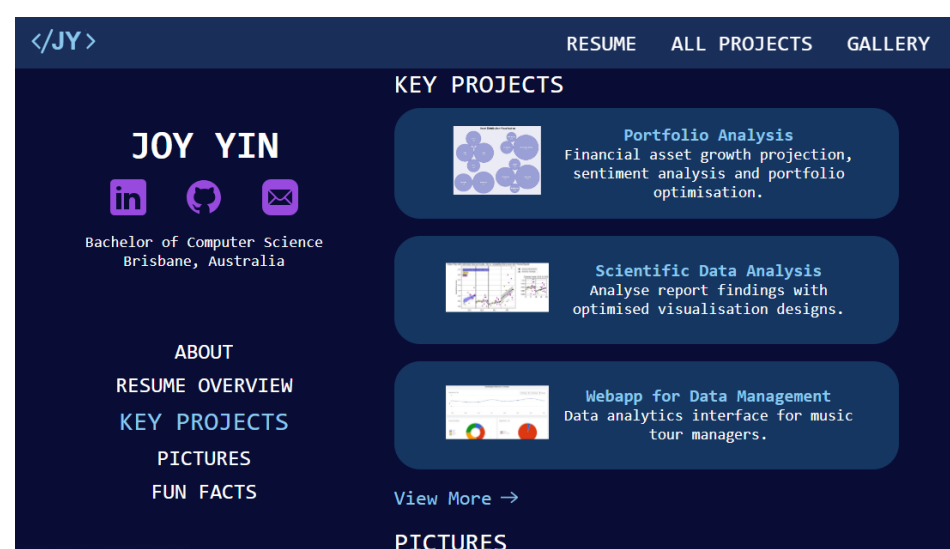 </JY>
RESUME
ALL PROJECTS
GALLERY
JOY YIN
in
Bachelor of Computer Science
Brisbane, Australia
ABOUT
RESUME OVERVIEW
KEY PROJECTS
PICTURES
FUN FACTS
KEY PROJECTS
Portfolio Analysis
Financial asset growth projection,
sentiment analysis and portfolio
optimisation.
Scientific Data Analysis
Analyse report findings with
optimised visualisation designs.
Webapp for Data Management
Data analytics interface for music
tour managers.
View More →
PICTURES